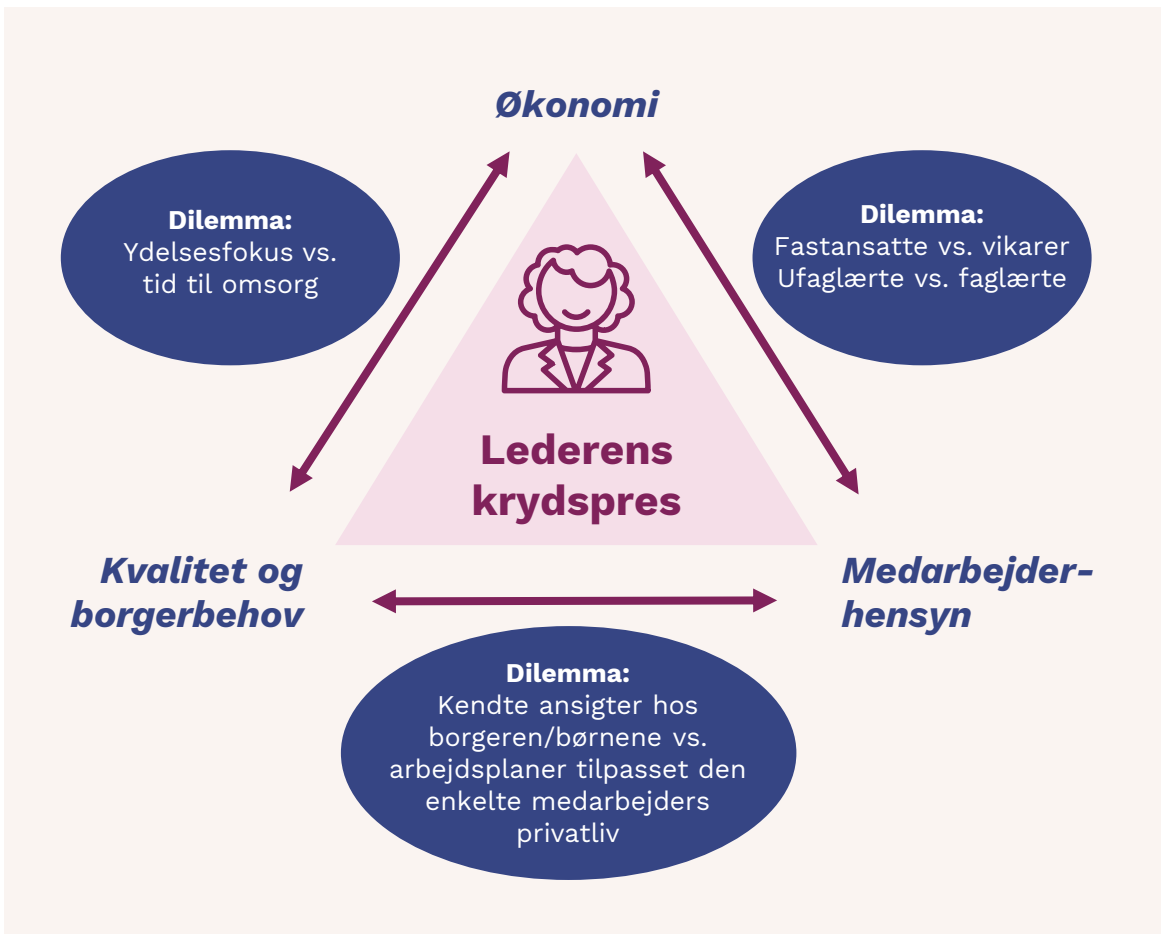 Økonomi
Dilemma:
Ydelsesfokus vs.
tid til omsorg
Dilemma:
Fastansatte vs. vikarer
Ufaglærte vs. faglærte
Lederens
krydspres
Kvalitet og
borgerbehov
Medarbejder-
hensyn
Dilemma:
Kendte ansigter hos
borgeren/børnene vs.
arbejdsplaner tilpasset den
enkelte medarbejders
privatliv